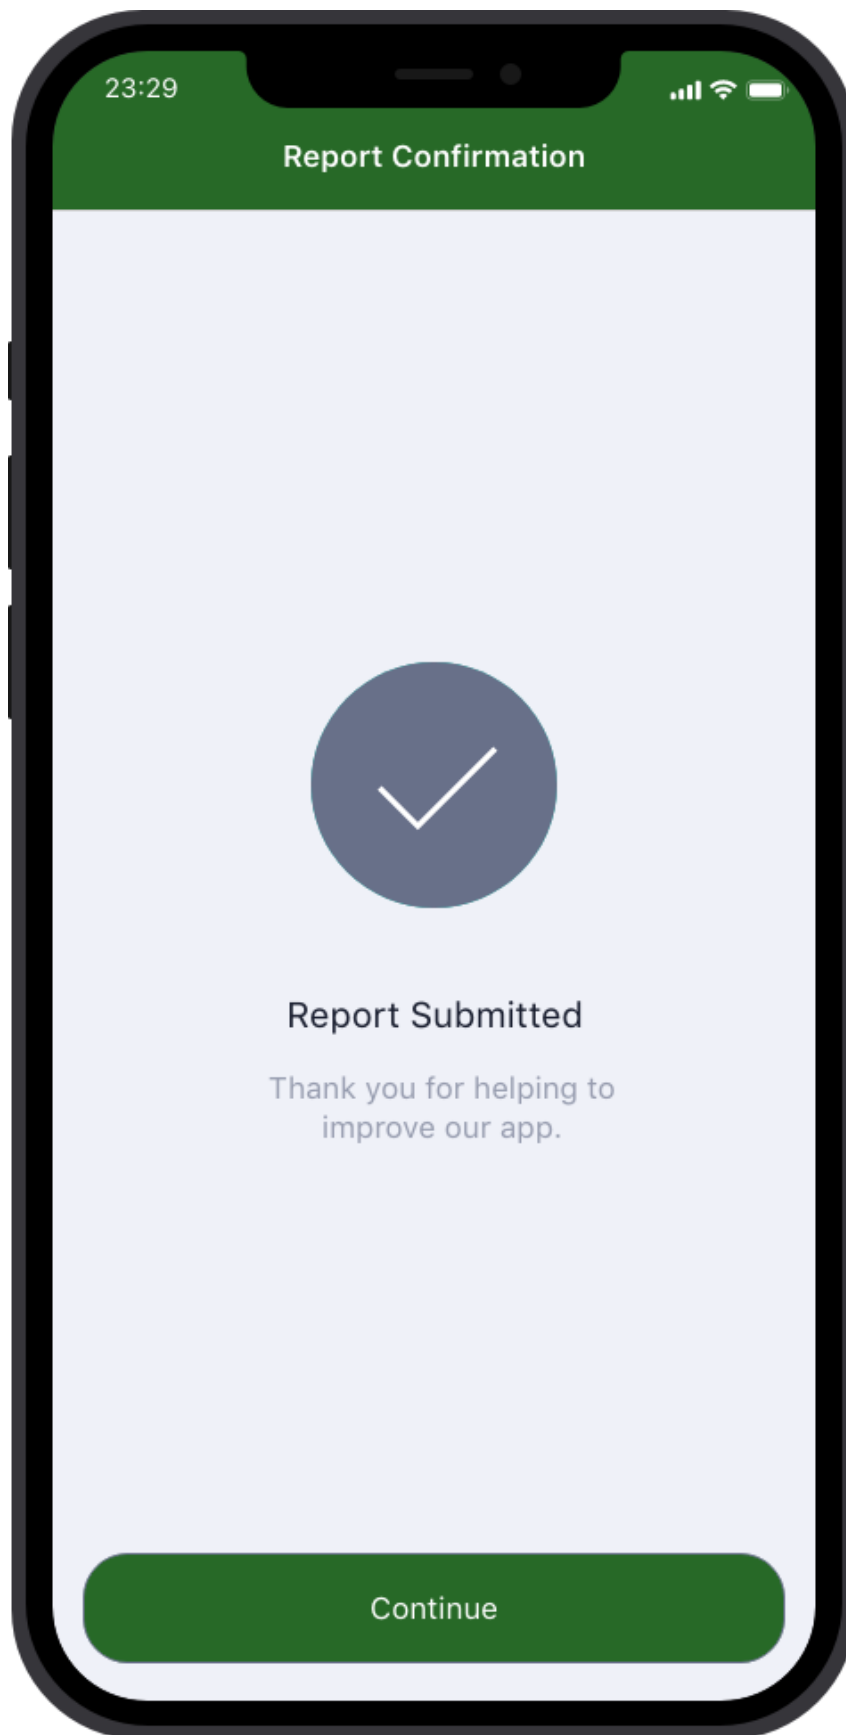 23:29
Report Confirmation
Report Submitted
Thank you for helping to
improve our app.
Continue